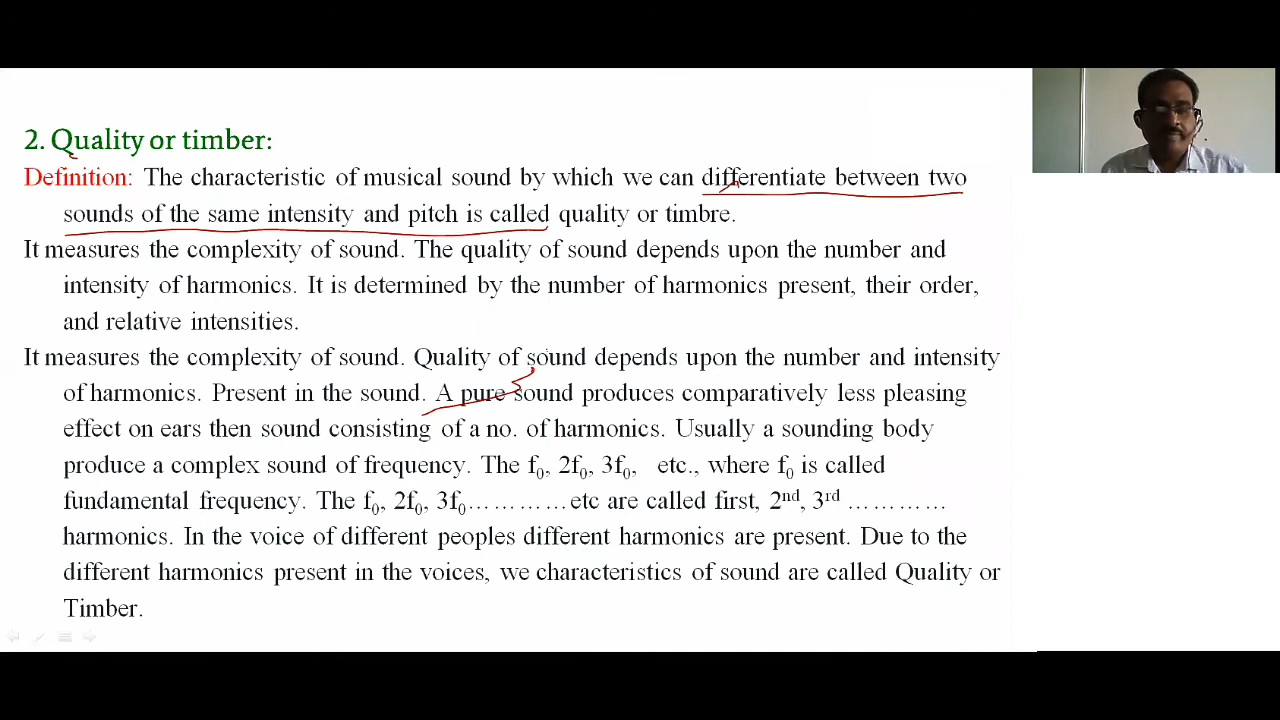 2. Quality or timber:
Definition: The characteristic of musical sound by which we can differentiate between two
sounds of the same intensity and pitch is called quality or timbre.
It measures the complexity of sound. The quality of sound depends upon the number and
intensity of harmonics. It is determined by the number of harmonics present, their order,
and relative intensities.
It measures the complexity of sound. Quality of sound depends upon the number and intensity
of harmonics. Present in the sound. A pure sound produces comparatively less pleasing
effect on ears then sound consisting of a no. of harmonics. Usually a sounding body
produce a complex sound of frequency. The f₀, 2f₀, 3f₀, etc., where f₀ is called
fundamental frequency. The f₀, 2f₀, 3f₀…………etc are called first, 2ⁿᵈ, 3ʳᵈ …………
harmonics. In the voice of different peoples different harmonics are present. Due to the
different harmonics present in the voices, we characteristics of sound are called Quality or
Timber.